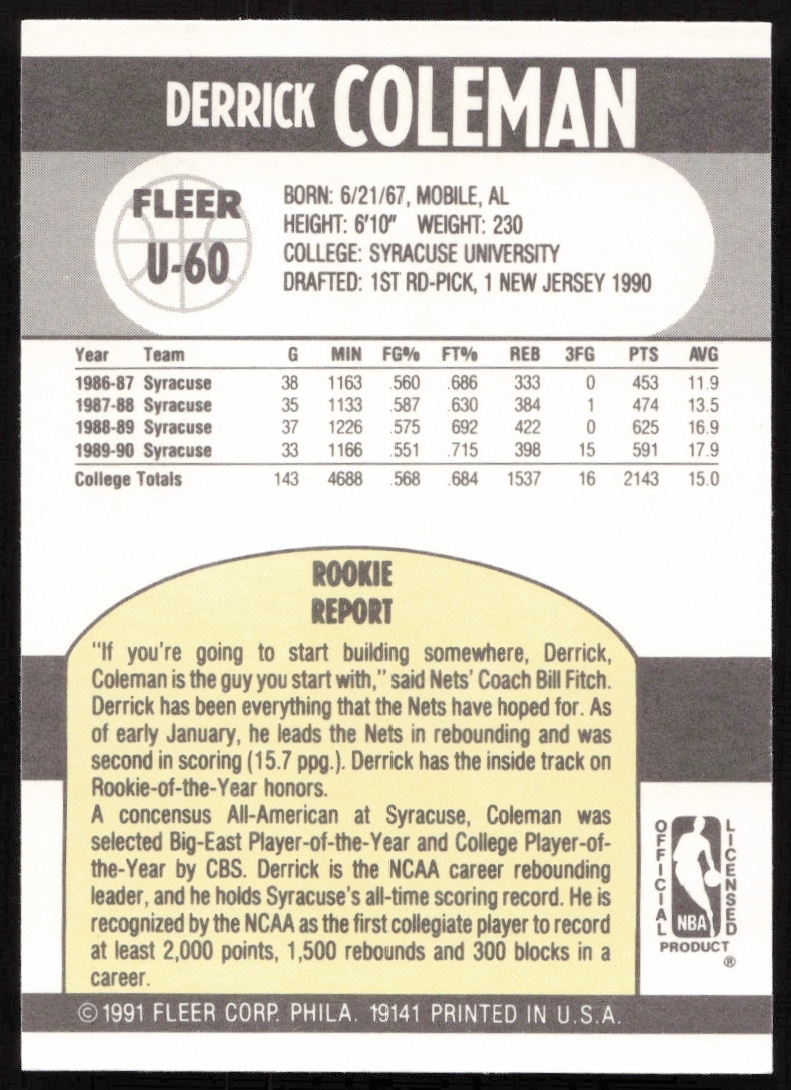 DERRICK COLEMAN
FLEER
U-60
BORN: 6/21/67, MOBILE, AL
HEIGHT: 6'10" WEIGHT: 230
COLLEGE: SYRACUSE UNIVERSITY
DRAFTED: 1ST RD-PICK, 1 NEW JERSEY 1990
Year Team G MIN FG% FT% REB 3FG PTS AVG
1986-87 Syracuse 38 1163 .560 .686 333 0 453 11.9
1987-88 Syracuse 35 1133 .587 .630 384 1 474 13.5
1988-89 Syracuse 37 1226 .575 .692 422 0 625 16.9
1989-90 Syracuse 33 1166 .551 .715 398 15 591 17.9
College Totals 143 4688 .568 .684 1537 16 2143 15.0
ROOKIE
REPORT
"If you're going to start building somewhere, Derrick,
Coleman is the guy you start with," said Nets' Coach Bill Fitch.
Derrick has been everything that the Nets have hoped for. As
of early January, he leads the Nets in rebounding and was
second in scoring (15.7 ppg.). Derrick has the inside track on
Rookie-of-the-Year honors.
A concensus All-American at Syracuse, Coleman was
selected Big-East Player-of-the-Year and College Player-of-
the-Year by CBS. Derrick is the NCAA career rebounding
leader, and he holds Syracuse's all-time scoring record. He is
recognized by the NCAA as the first collegiate player to record
at least 2,000 points, 1,500 rebounds and 300 blocks in a
career.
OFFICIAL
LICENSED
NBA
PRODUCT
®
© 1991 FLEER CORP. PHILA. 19141 PRINTED IN U.S.A.